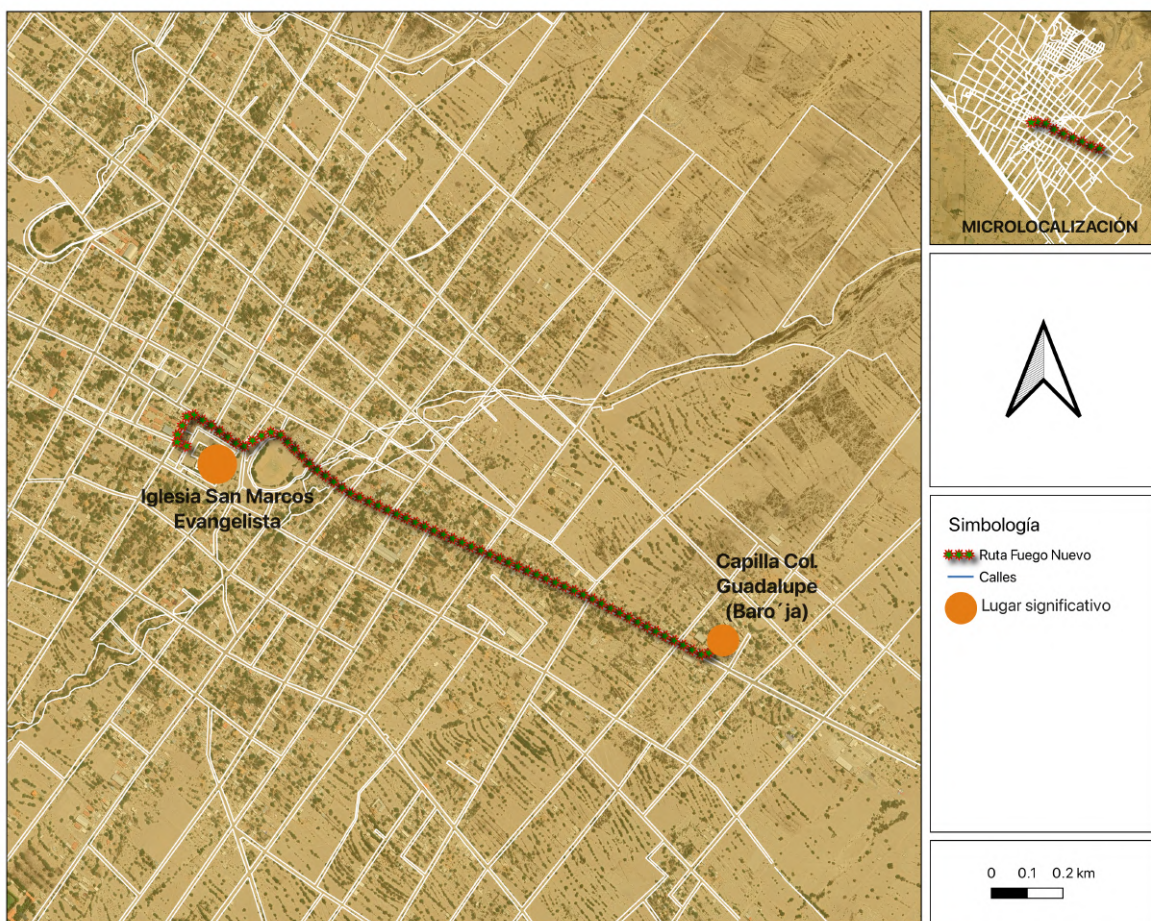 MICROLOCALIZACIÓN
Iglesia San Marcos
Evangelista
Capilla Col.
Guadalupe
(Baro´ja)
Simbología
Ruta Fuego Nuevo
Calles
Lugar significativo
0 0.1 0.2 km